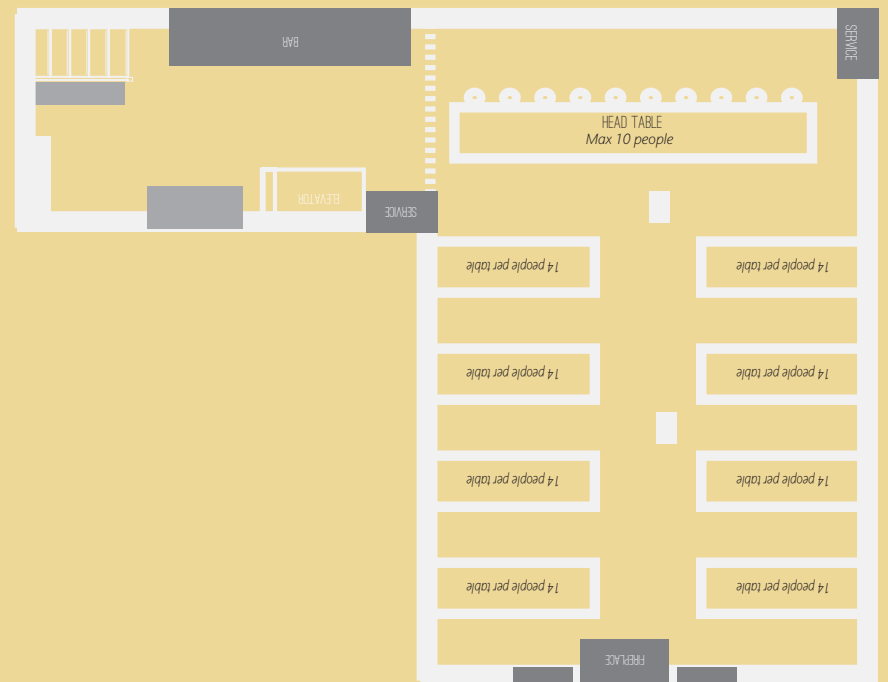 BAR
SERVICE
HEAD TABLE
Max 10 people
ELEVATOR
SERVICE
14 people per table
14 people per table
14 people per table
14 people per table
14 people per table
14 people per table
14 people per table
14 people per table
FIREPLACE